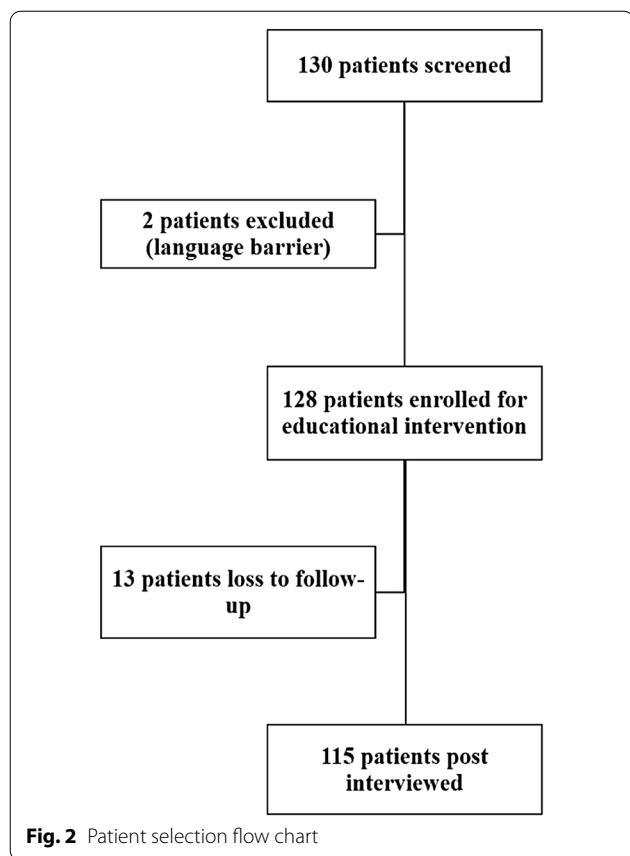 130 patients screened
2 patients excluded
(language barrier)
128 patients enrolled for
educational intervention
13 patients loss to follow-
up
115 patients post
interviewed
Fig. 2 Patient selection flow chart